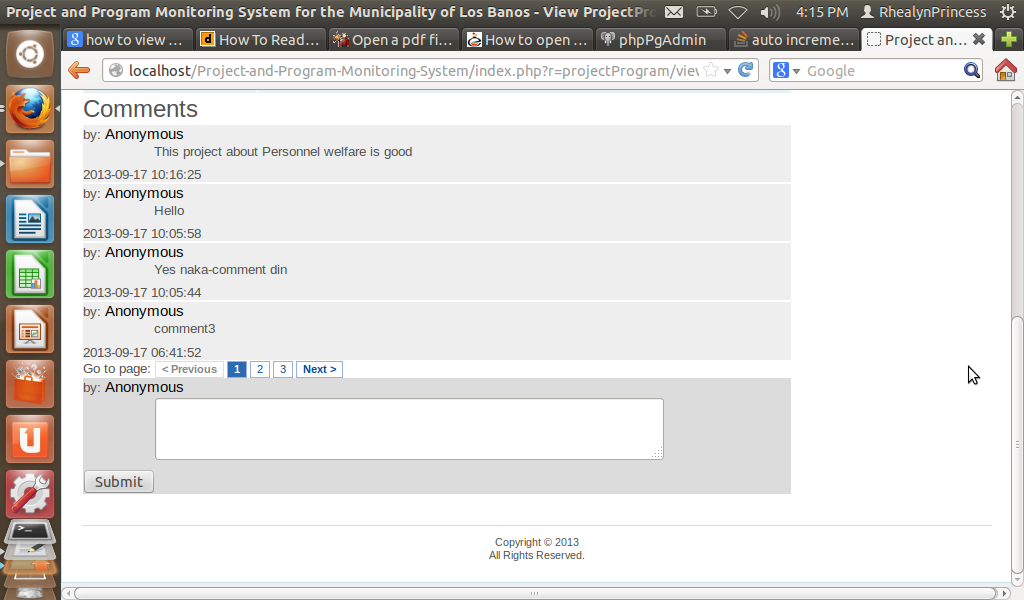 Project and Program Monitoring System for the Municipality of Los Banos - View ProjectPro
4:15 PM RhealynPrincess
how to view ...
How To Read...
Open a pdf fi...
How to open ...
phpPgAdmin
auto increme...
Project an...
localhost/Project-and-Program-Monitoring-System/index.php?r=projectProgram/view
Google
Comments
by: Anonymous
This project about Personnel welfare is good
2013-09-17 10:16:25
by: Anonymous
Hello
2013-09-17 10:05:58
by: Anonymous
Yes naka-comment din
2013-09-17 10:05:44
by: Anonymous
comment3
2013-09-17 06:41:52
Go to page: < Previous 1 2 3 Next >
by: Anonymous
Submit
Copyright © 2013
All Rights Reserved.